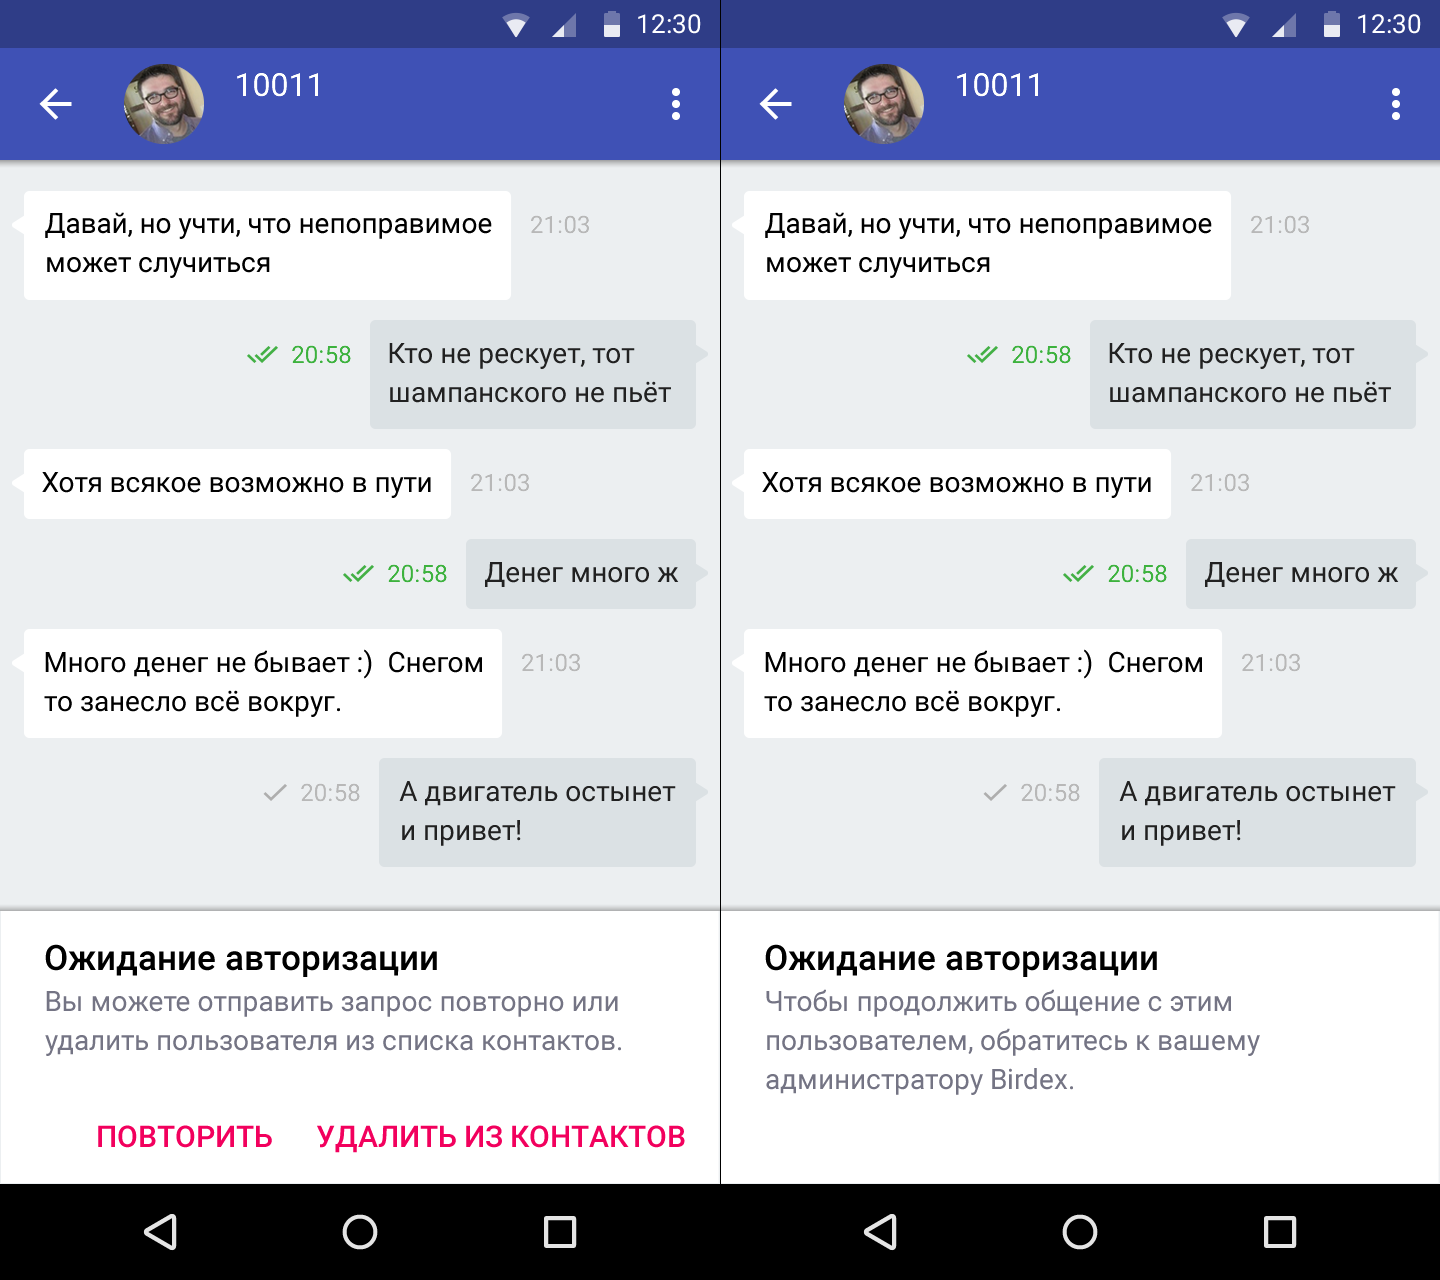 12:30
10011
Давай, но учти, что непоправимое
может случиться
21:03
20:58
Кто не рескует, тот
шампанского не пьёт
Хотя всякое возможно в пути
21:03
20:58
Денег много ж
Много денег не бывает :) Снегом
то занесло всё вокруг.
21:03
20:58
А двигатель остынет
и привет!
Ожидание авторизации
Вы можете отправить запрос повторно или
удалить пользователя из списка контактов.
ПОВТОРИТЬ
УДАЛИТЬ ИЗ КОНТАКТОВ
12:30
10011
Давай, но учти, что непоправимое
может случиться
21:03
20:58
Кто не рескует, тот
шампанского не пьёт
Хотя всякое возможно в пути
21:03
20:58
Денег много ж
Много денег не бывает :) Снегом
то занесло всё вокруг.
21:03
20:58
А двигатель остынет
и привет!
Ожидание авторизации
Чтобы продолжить общение с этим
пользователем, обратитесь к вашему
администратору Birdex.